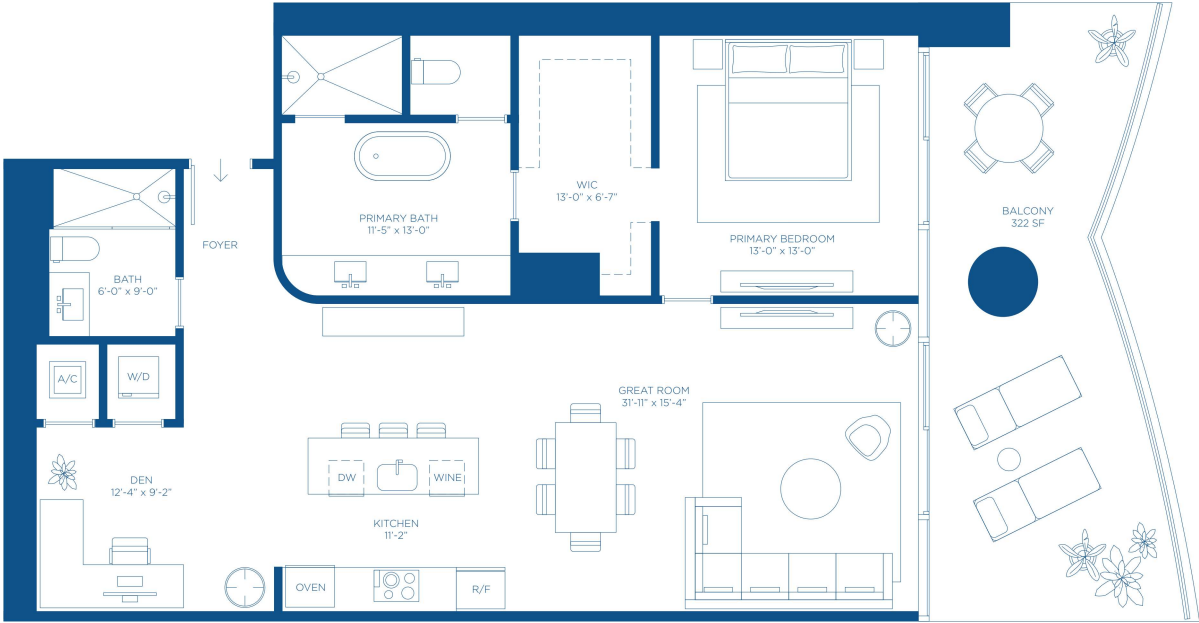 WIC
13'-0" x 6'-7"
PRIMARY BATH
11'-5" x 13'-0"
BALCONY
322 SF
FOYER
PRIMARY BEDROOM
13'-0" x 13'-0"
BATH
6'-0" x 9'-0"
A/C
W/D
GREAT ROOM
31'-11" x 15'-4"
DEN
12'-4" x 9'-2"
DW
WINE
KITCHEN
11'-2"
OVEN
R/F